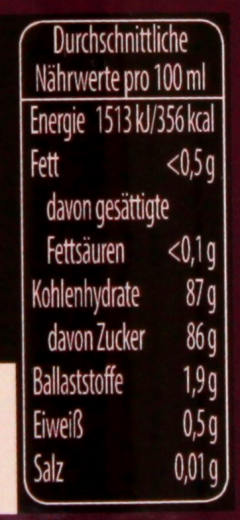 Durchschnittliche
Nährwerte pro 100 ml
Energie 1513 kJ/356 kcal
Fett <0,5 g
davon gesättigte
Fettsäuren <0,1 g
Kohlenhydrate 87 g
davon Zucker 86 g
Ballaststoffe 1,9 g
Eiweiß 0,5 g
Salz 0,01 g